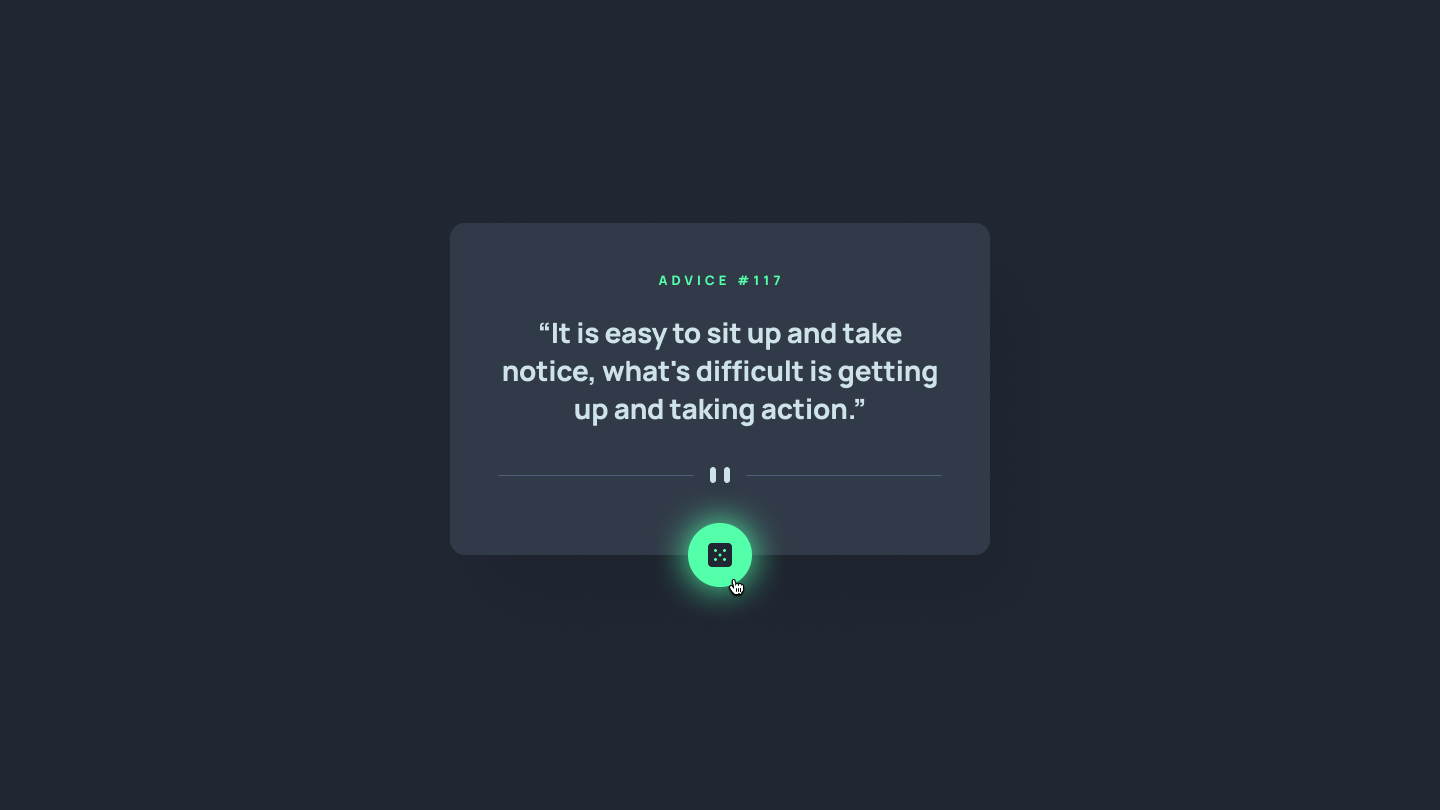 ADVICE #117
“It is easy to sit up and take
notice, what's difficult is getting
up and taking action.”